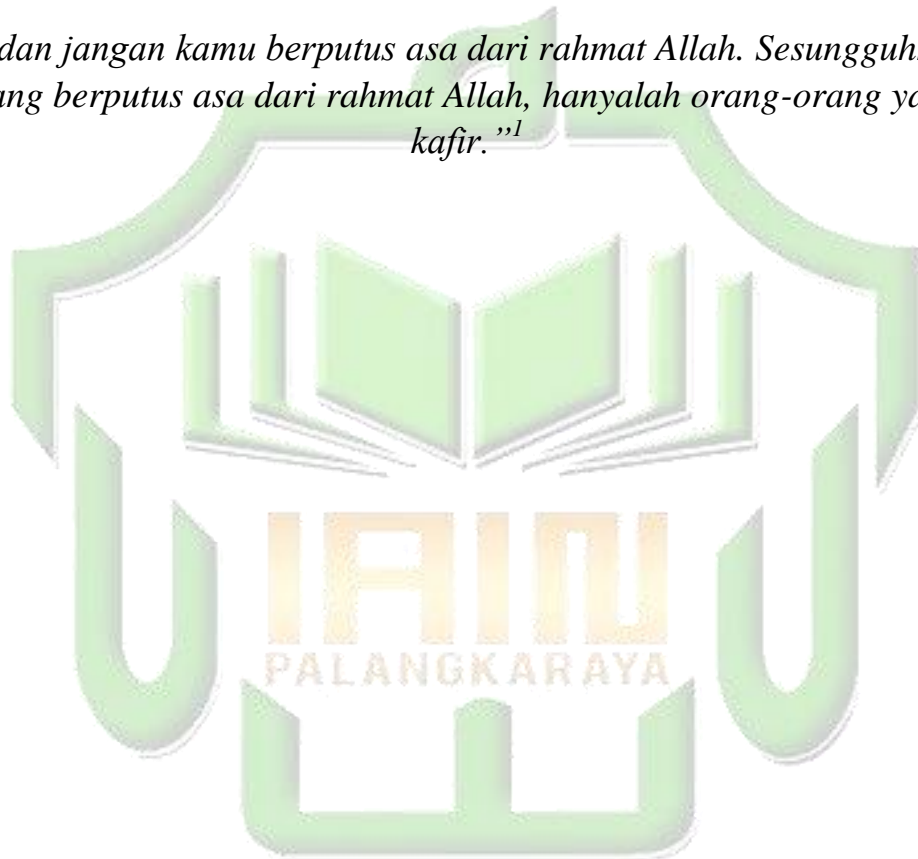 dan jangan kamu berputus asa dari rahmat Allah.
ang berputus asa dari rahmat Allah, hanyalah orang-orang
kafir.”1
IAIN
PALANGKARAYA